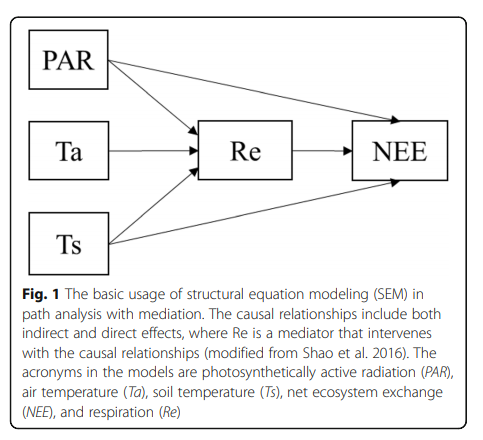 PAR
Ta
Re
NEE
Ts
Fig. 1 The basic usage of structural equation modeling (SEM) in
path analysis with mediation. The causal relationships include both
indirect and direct effects, where Re is a mediator that intervenes
with the causal relationships (modified from Shao et al. 2016). The
acronyms in the models are photosynthetically active radiation (PAR),
air temperature (Ta), soil temperature (Ts), net ecosystem exchange
(NEE), and respiration (Re)